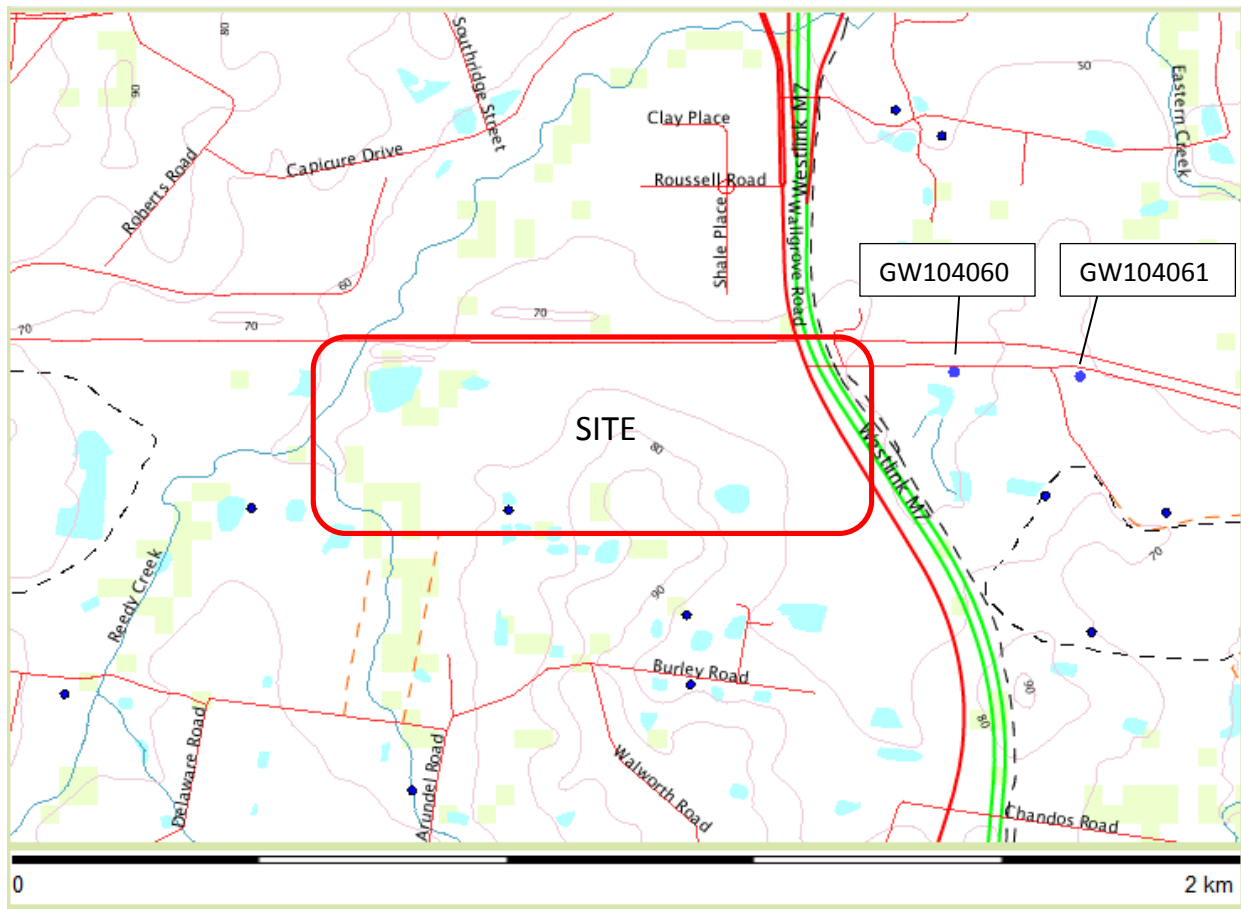 80
Southridge Street
50
Eastern Creek
90
Clay Place
Westlink M7
Capicure Drive
Roberts Road
Roussell Road
Shale Place
Wallgrove Road
GW104060
GW104061
60
70
70
70
SITE
80
Westlink M7
70
Reedy Creek
90
Burley Road
90
80
Delaware Road
Arundel Road
Walworth Road
Chandos Road
0
2 km